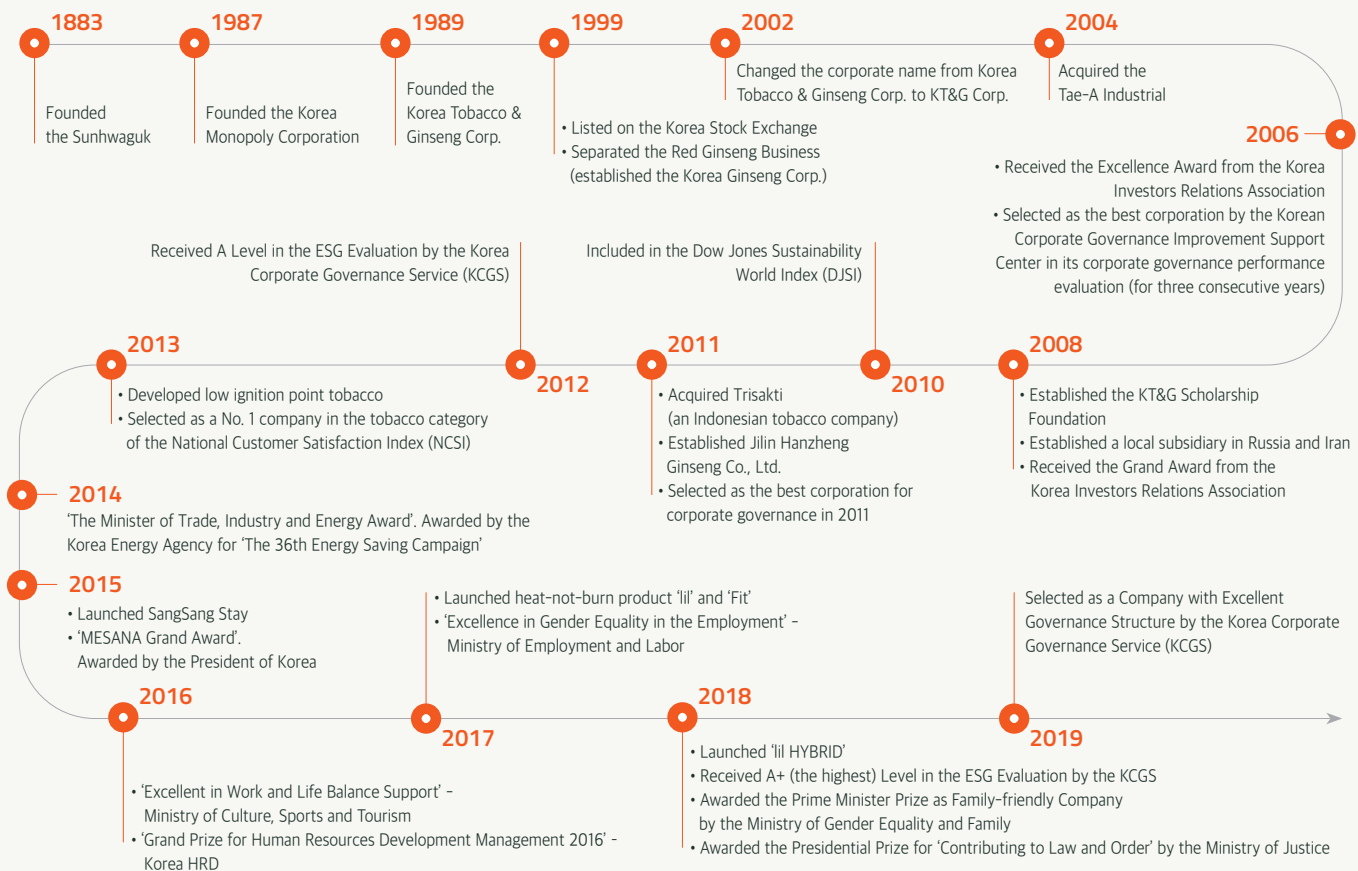 1883
Founded
the Sunhwaguk
1987
Founded the Korea
Monopoly Corporation
1989
Founded the
Korea Tobacco &
Ginseng Corp.
1999
• Listed on the Korea Stock Exchange
• Separated the Red Ginseng Business
(established the Korea Ginseng Corp.)
2002
Changed the corporate name from Korea
Tobacco & Ginseng Corp. to KT&G Corp.
2004
Acquired the
Tae-A Industrial
2006
• Received the Excellence Award from the Korea
Investors Relations Association
• Selected as the best corporation by the Korean
Corporate Governance Improvement Support
Center in its corporate governance performance
evaluation (for three consecutive years)
2008
• Established the KT&G Scholarship
Foundation
• Established a local subsidiary in Russia and Iran
• Received the Grand Award from the
Korea Investors Relations Association
Included in the Dow Jones Sustainability
World Index (DJSI)
2010
2011
• Acquired Trisakti
(an Indonesian tobacco company)
• Established Jilin Hanzheng
Ginseng Co., Ltd.
• Selected as the best corporation for
corporate governance in 2011
Received A Level in the ESG Evaluation by the Korea
Corporate Governance Service (KCGS)
2012
2013
• Developed low ignition point tobacco
• Selected as a No. 1 company in the tobacco category
of the National Customer Satisfaction Index (NCSI)
2014
‘The Minister of Trade, Industry and Energy Award’. Awarded by the
Korea Energy Agency for ‘The 36th Energy Saving Campaign’
2015
• Launched SangSang Stay
• ‘MESANA Grand Award’.
Awarded by the President of Korea
2016
• ‘Excellent in Work and Life Balance Support’ –
Ministry of Culture, Sports and Tourism
• ‘Grand Prize for Human Resources Development Management 2016’ -
Korea HRD
• Launched heat-not-burn product ‘lil’ and ‘Fit’
• ‘Excellence in Gender Equality in the Employment’ –
Ministry of Employment and Labor
2017
2018
• Launched ‘lil HYBRID’
• Received A+ (the highest) Level in the ESG Evaluation by the KCGS
• Awarded the Prime Minister Prize as Family-friendly Company
by the Ministry of Gender Equality and Family
• Awarded the Presidential Prize for ‘Contributing to Law and Order’ by the Ministry of Justice
Selected as a Company with Excellent
Governance Structure by the Korea Corporate
Governance Service (KCGS)
2019